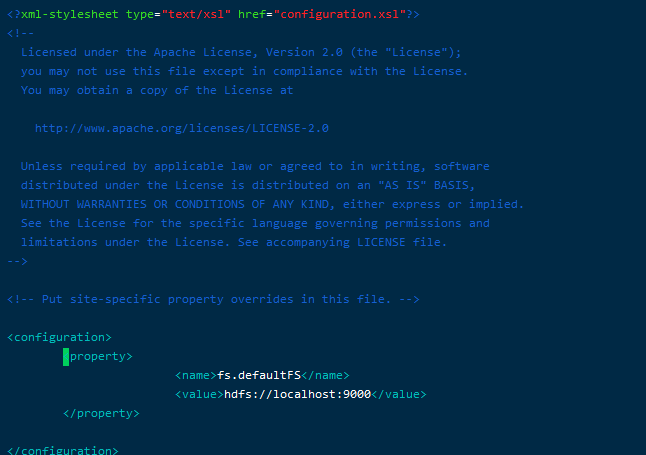 <?xml-stylesheet type="text/xsl" href="configuration.xsl"?>
<!--
  Licensed under the Apache License, Version 2.0 (the "License");
  you may not use this file except in compliance with the License.
  You may obtain a copy of the License at

    http://www.apache.org/licenses/LICENSE-2.0

  Unless required by applicable law or agreed to in writing, software
  distributed under the License is distributed on an "AS IS" BASIS,
  WITHOUT WARRANTIES OR CONDITIONS OF ANY KIND, either express or implied.
  See the License for the specific language governing permissions and
  limitations under the License. See accompanying LICENSE file.
-->

<!-- Put site-specific property overrides in this file. -->

<configuration>
        property>
                        <name>fs.defaultFS</name>
                        <value>hdfs://localhost:9000</value>
        </property>

</configuration>